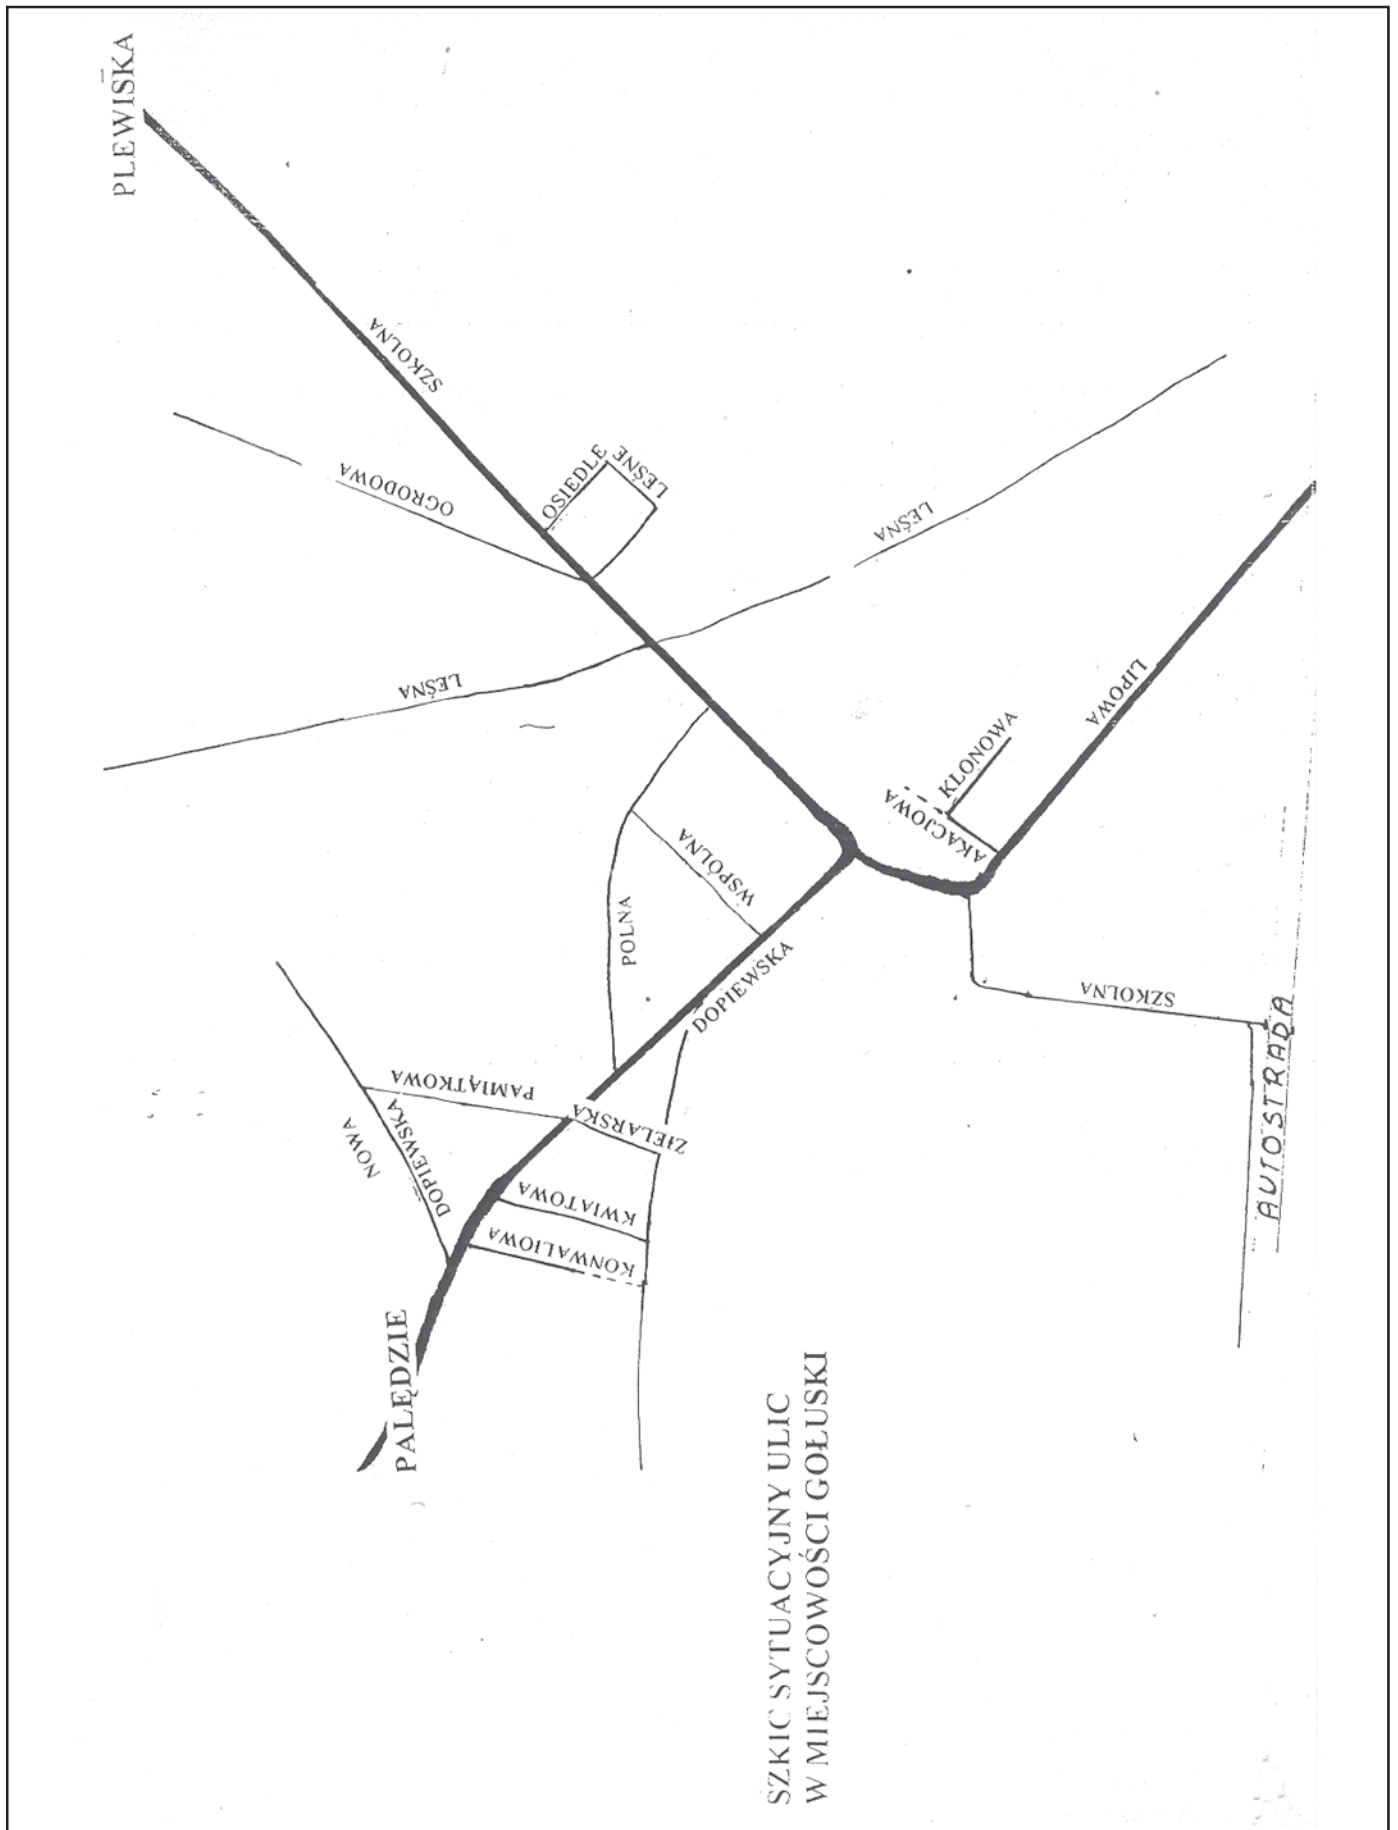 PLEWISKA
SZKOLNA
OGRODOWA
OSIEDLE
LEŚNE
LEŚNA
LEŚNA
LIPOWA
KLONOWA
AKACJOWA
WSPÓLNA
POLNA
DOPIEWSKA
SZKOLNA
AUTOSTRADA
PAMIĄTKOWA
NOWA
DOPIEWSKA
ZIELARSKA
KWIATOWA
KONWALIOWA
PALĘDZIE
SZKIC SYTUACYJNY ULIC
W MIEJSCOWOŚCI GOŁUSKI